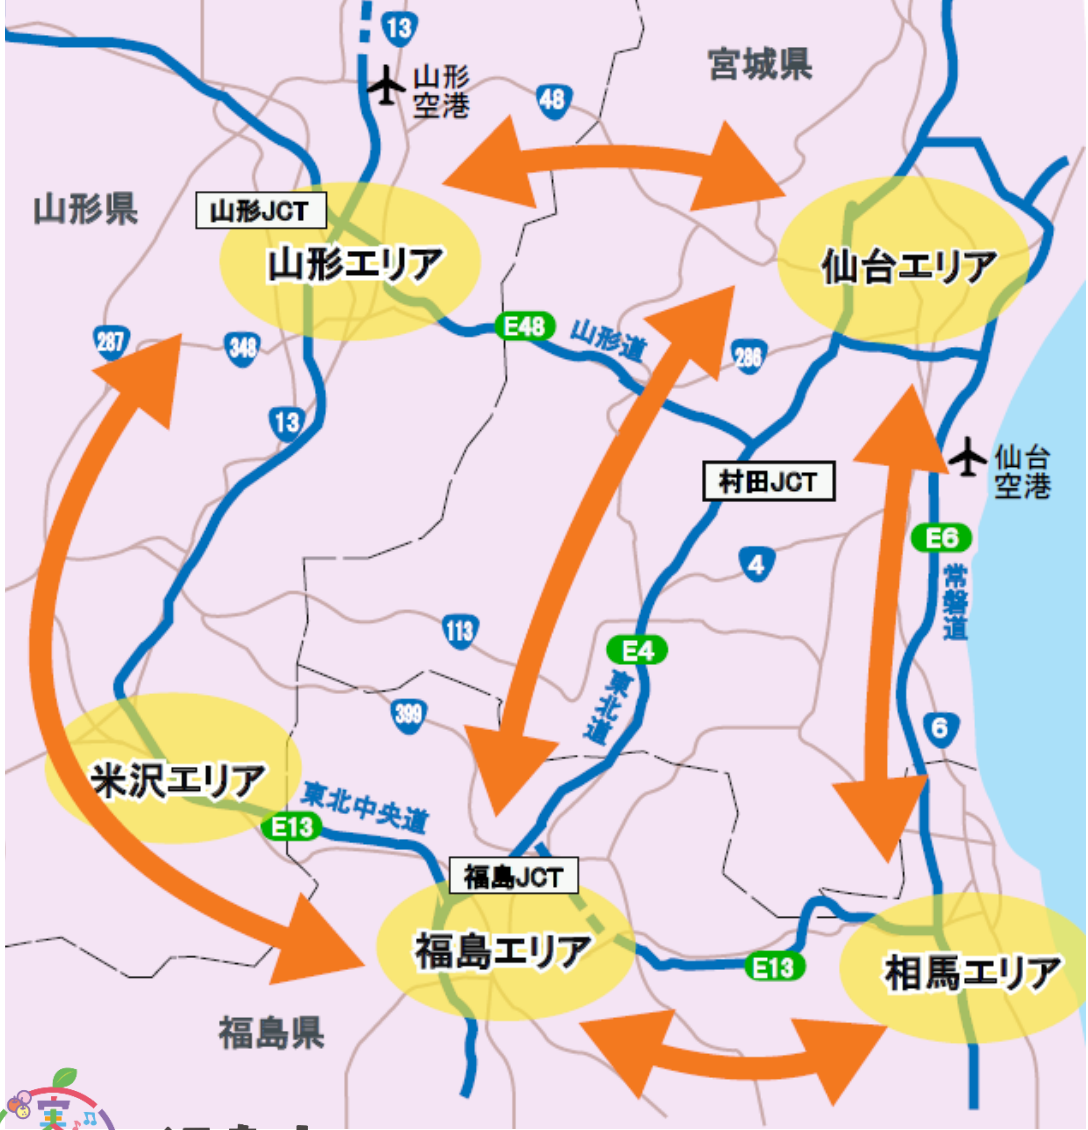 13
山形
空港
宮城県
48
山形県
山形JCT
山形エリア
仙台エリア
E48
山形道
287
348
286
13
村田JCT
仙台
空港
E6
常磐道
4
113
E4
東北道
399
6
米沢エリア
東北中央道
E13
福島JCT
福島エリア
E13
相馬エリア
福島県
実